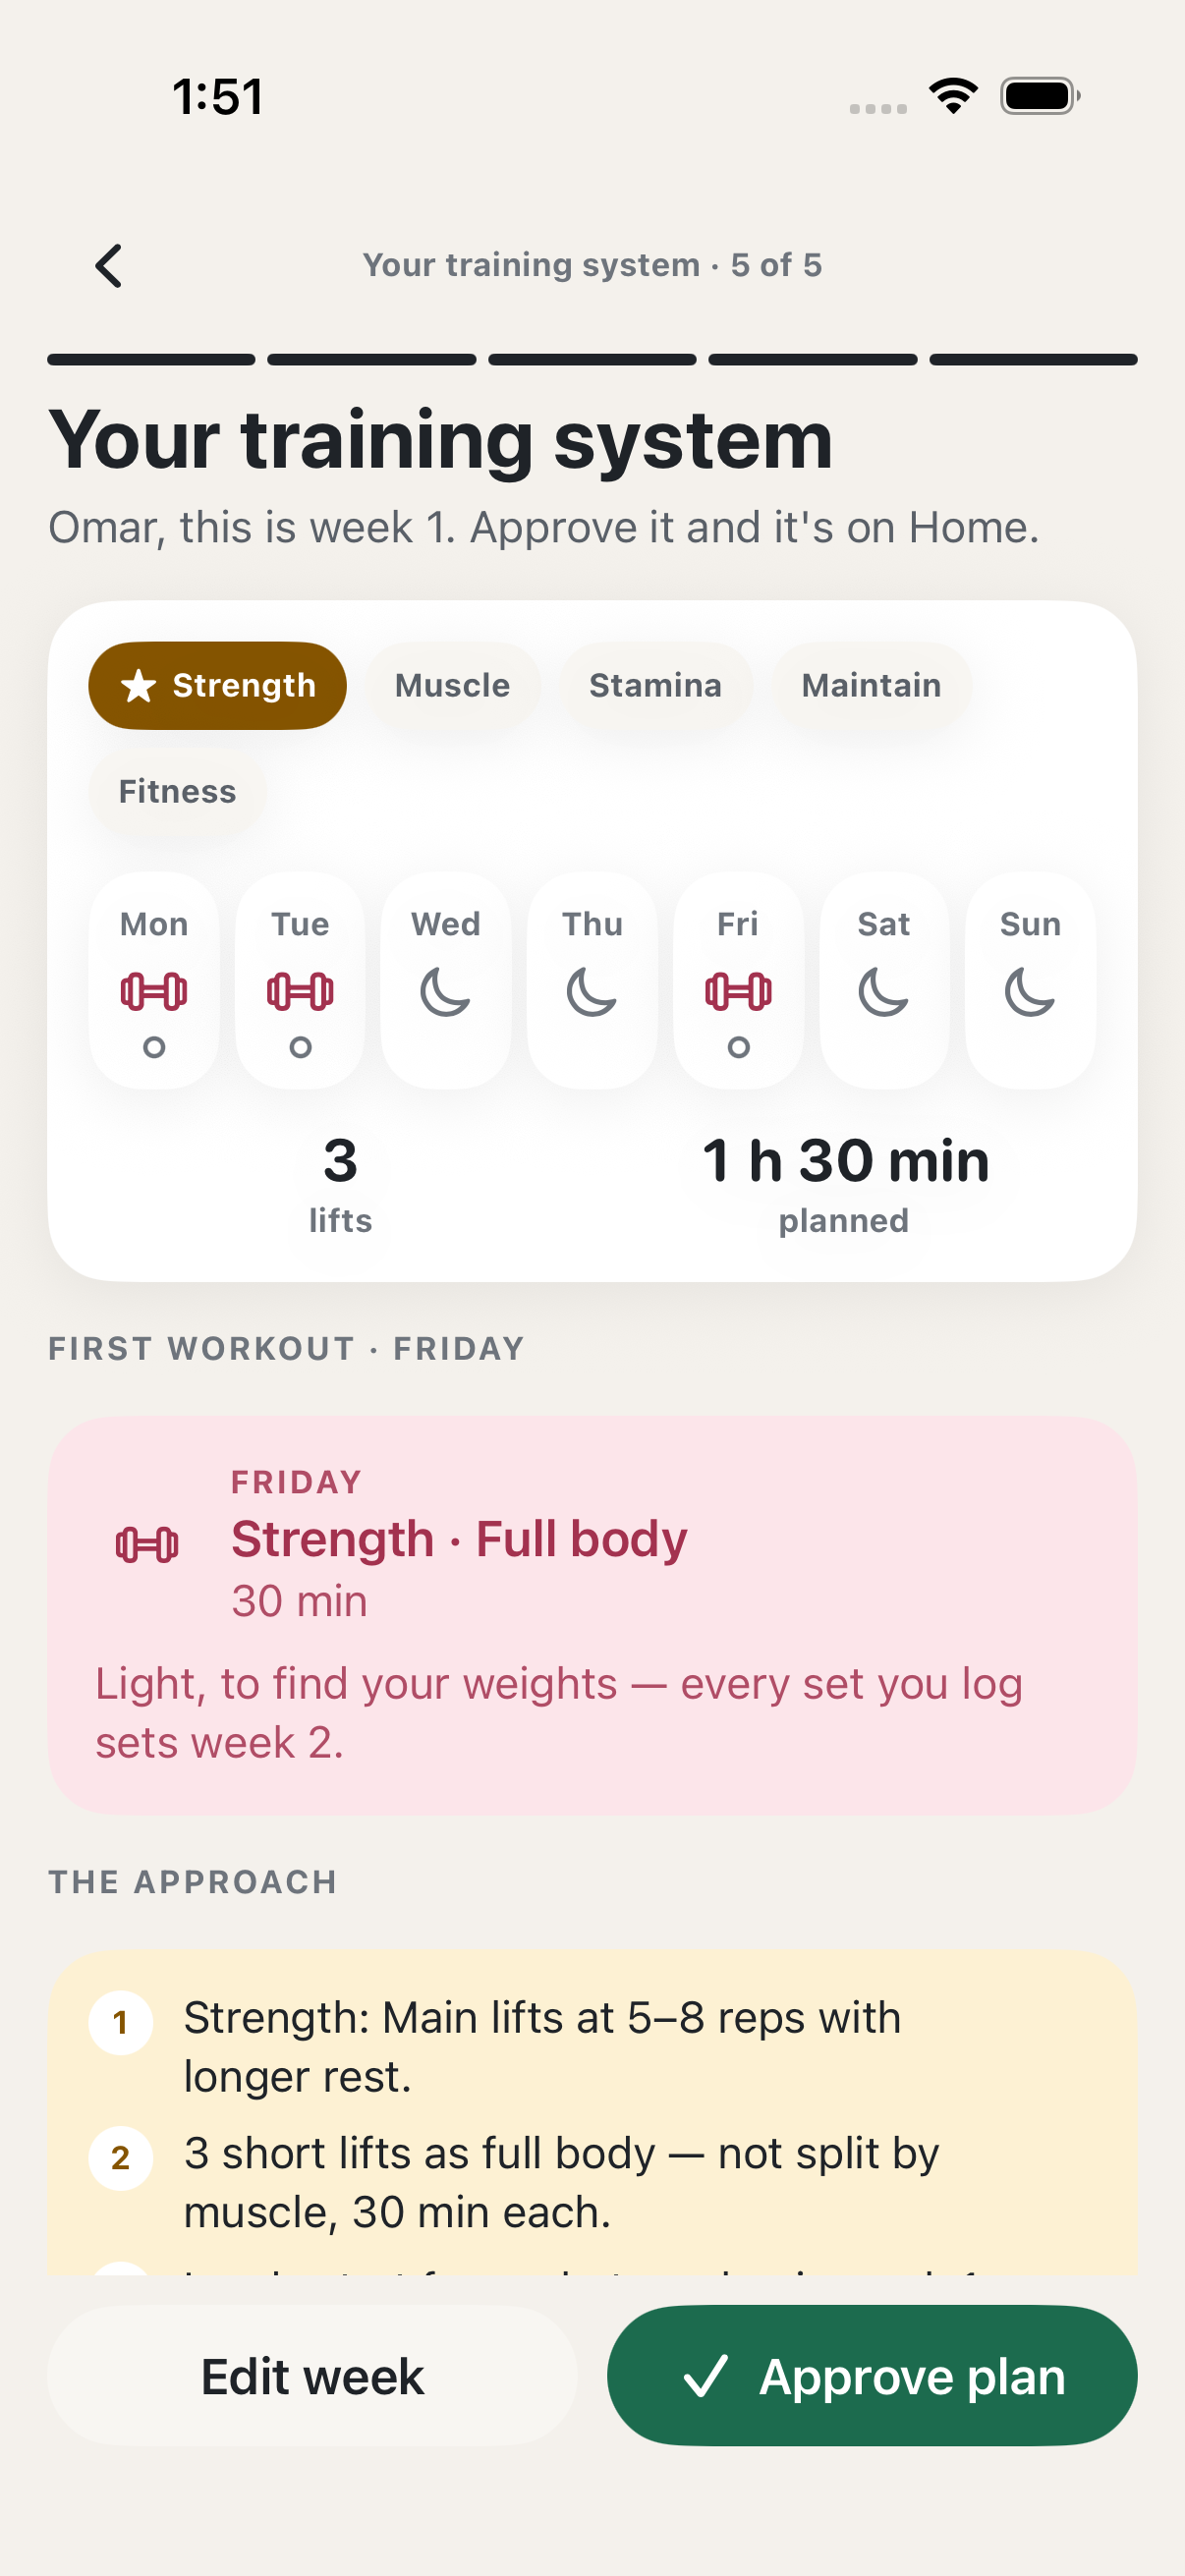 1:51
Your training system · 5 of 5
Your training system
Omar, this is week 1. Approve it and it's on Home.
Strength
Muscle
Stamina
Maintain
Fitness
Mon
Tue
Wed
Thu
Fri
Sat
Sun
3
lifts
1 h 30 min
planned
FIRST WORKOUT · FRIDAY
FRIDAY
Strength · Full body
30 min
Light, to find your weights — every set you log
sets week 2.
THE APPROACH
1
Strength: Main lifts at 5–8 reps with
longer rest.
2
3 short lifts as full body — not split by
muscle, 30 min each.
Edit week
Approve plan